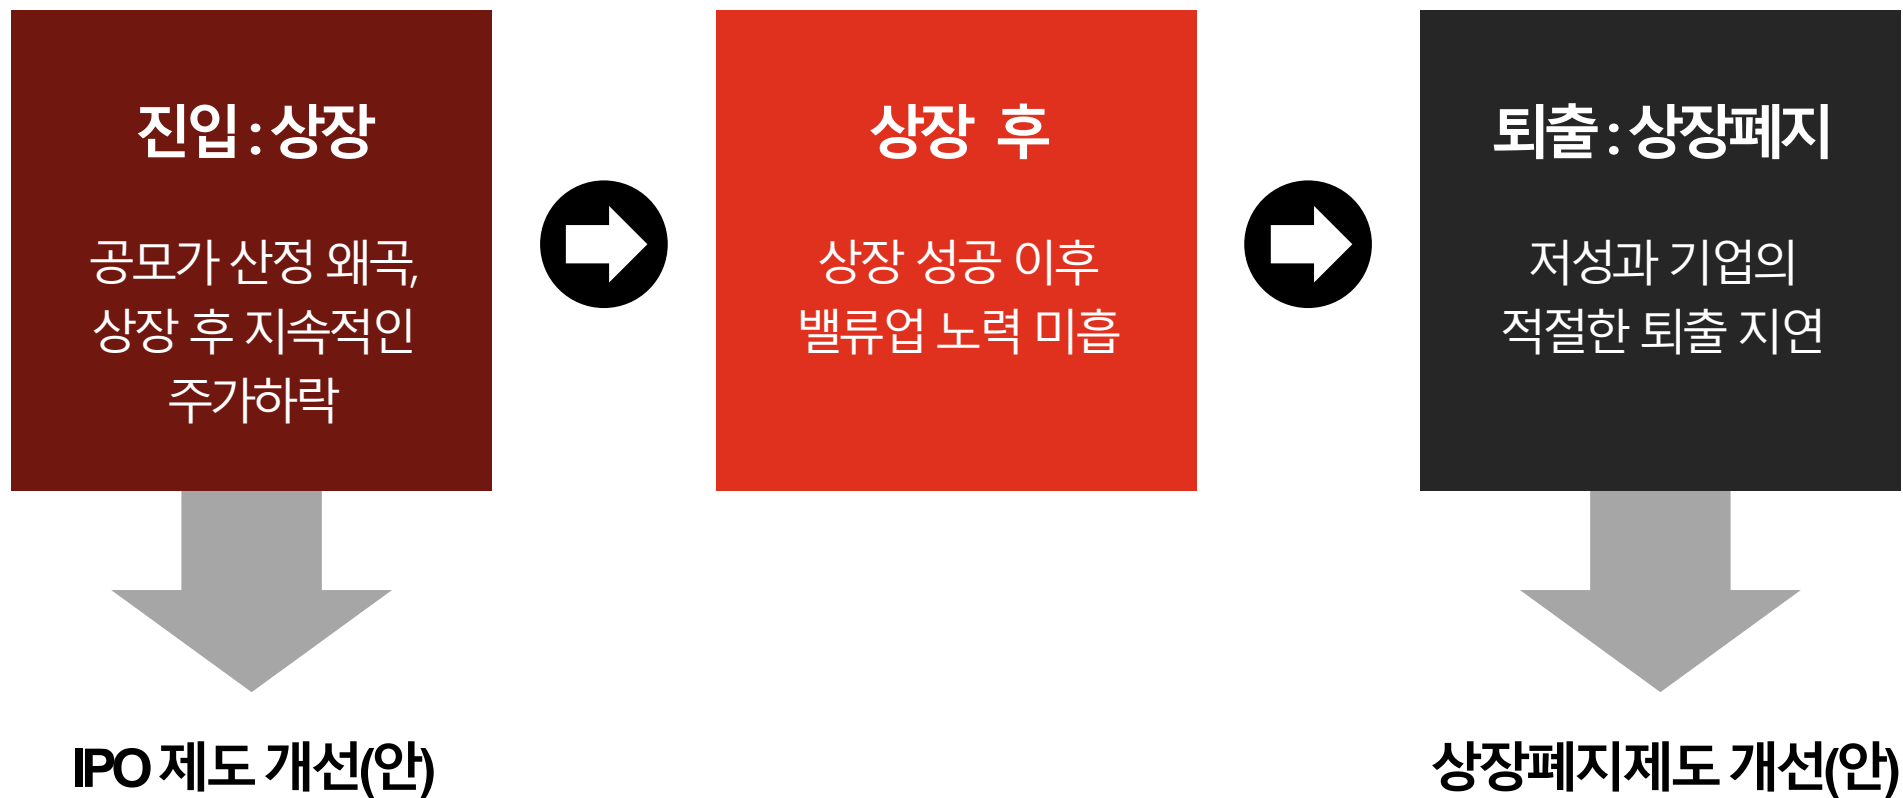 진입 : 상장
공모가 산정 왜곡,
상장 후 지속적인
주가하락
상장 후
상장 성공 이후
밸류업 노력 미흡
퇴출 : 상장폐지
저성과 기업의
적절한 퇴출 지연
IPO 제도 개선(안)
상장폐지제도 개선(안)